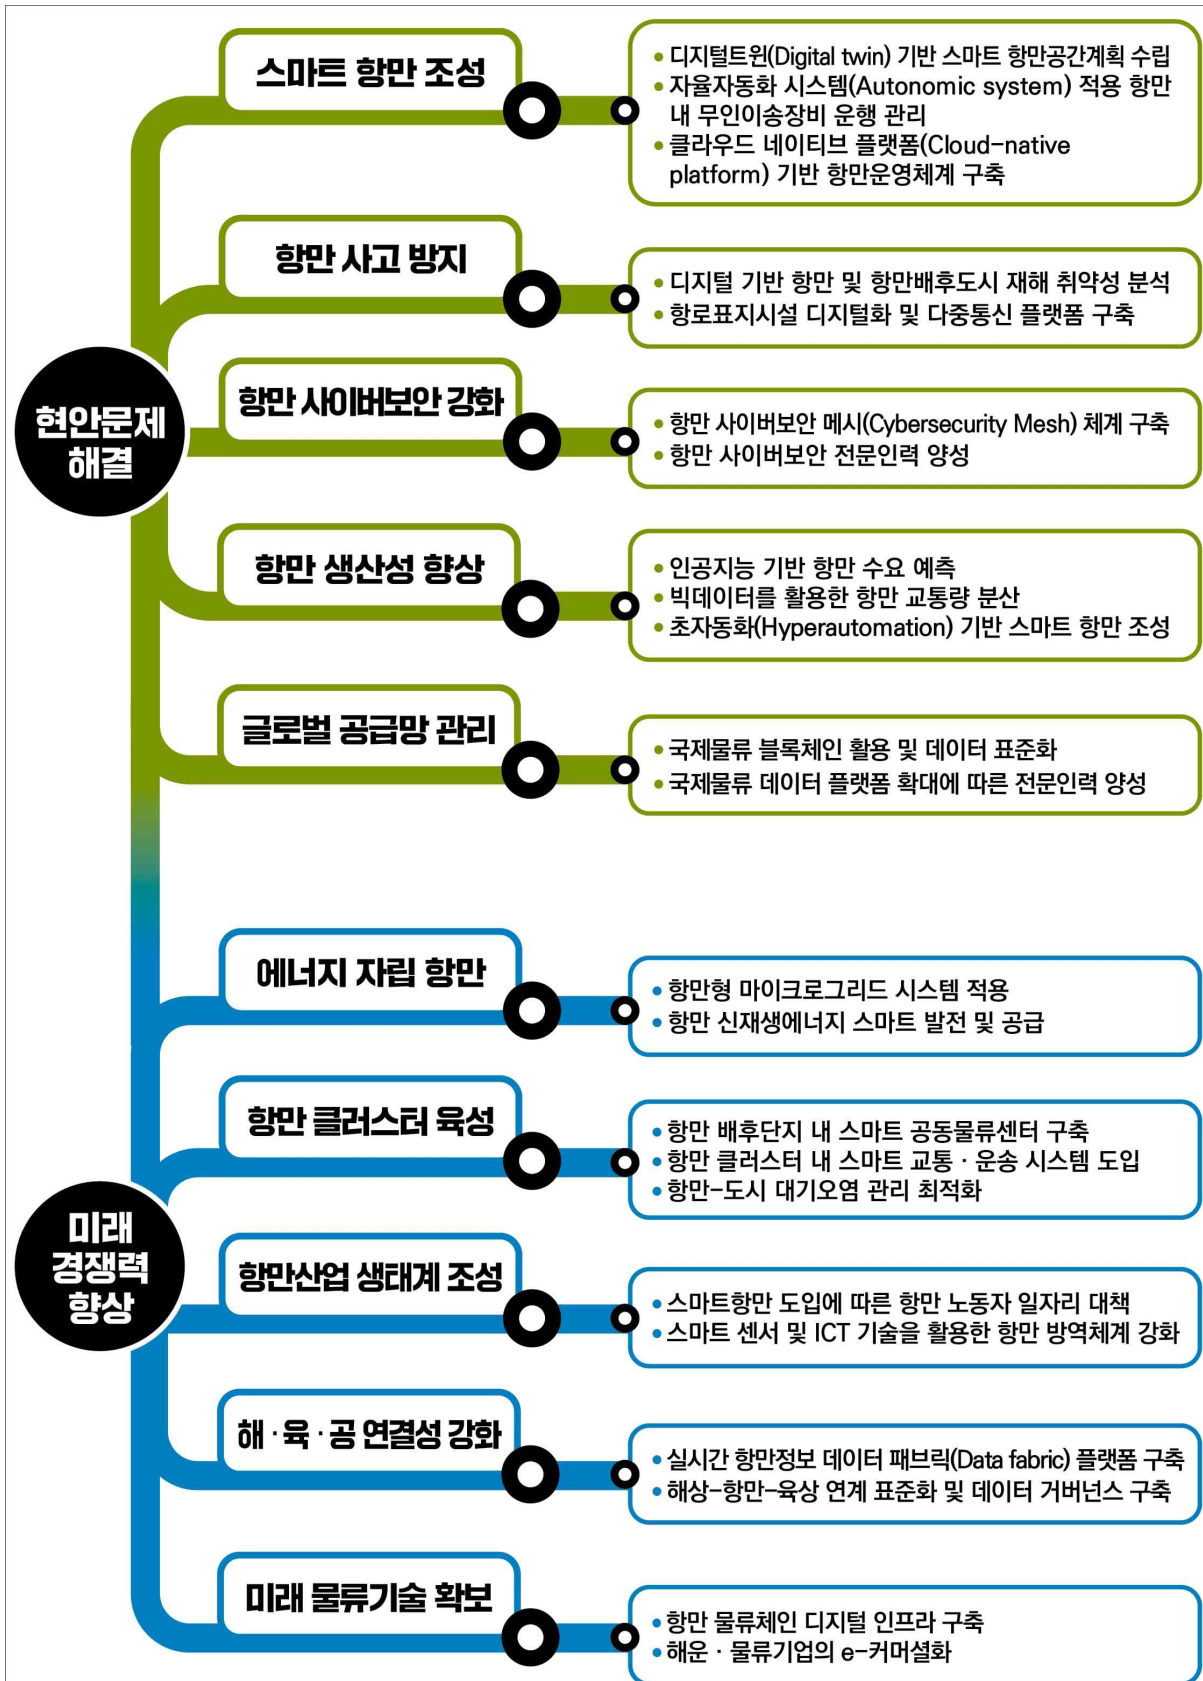 현안문제
해결
스마트 항만 조성
• 디지털트윈(Digital twin) 기반 스마트 항만공간계획 수립
• 자율자동화 시스템(Autonomic system) 적용 항만
내 무인이송장비 운행 관리
• 클라우드 네이티브 플랫폼(Cloud-native
platform) 기반 항만운영체계 구축
항만 사고 방지
• 디지털 기반 항만 및 항만배후도시 재해 취약성 분석
• 항로표지시설 디지털화 및 다중통신 플랫폼 구축
항만 사이버보안 강화
• 항만 사이버보안 메시(Cybersecurity Mesh) 체계 구축
• 항만 사이버보안 전문인력 양성
항만 생산성 향상
• 인공지능 기반 항만 수요 예측
• 빅데이터를 활용한 항만 교통량 분산
• 초자동화(Hyperautomation) 기반 스마트 항만 조성
글로벌 공급망 관리
• 국제물류 블록체인 활용 및 데이터 표준화
• 국제물류 데이터 플랫폼 확대에 따른 전문인력 양성
미래
경쟁력
향상
에너지 자립 항만
• 항만형 마이크로그리드 시스템 적용
• 항만 신재생에너지 스마트 발전 및 공급
항만 클러스터 육성
• 항만 배후단지 내 스마트 공동물류센터 구축
• 항만 클러스터 내 스마트 교통 · 운송 시스템 도입
• 항만-도시 대기오염 관리 최적화
항만산업 생태계 조성
• 스마트항만 도입에 따른 항만 노동자 일자리 대책
• 스마트 센서 및 ICT 기술을 활용한 항만 방역체계 강화
해 · 육 · 공 연결성 강화
• 실시간 항만정보 데이터 패브릭(Data fabric) 플랫폼 구축
• 해상-항만-육상 연계 표준화 및 데이터 거버넌스 구축
미래 물류기술 확보
• 항만 물류체인 디지털 인프라 구축
• 해운 · 물류기업의 e-커머셜화